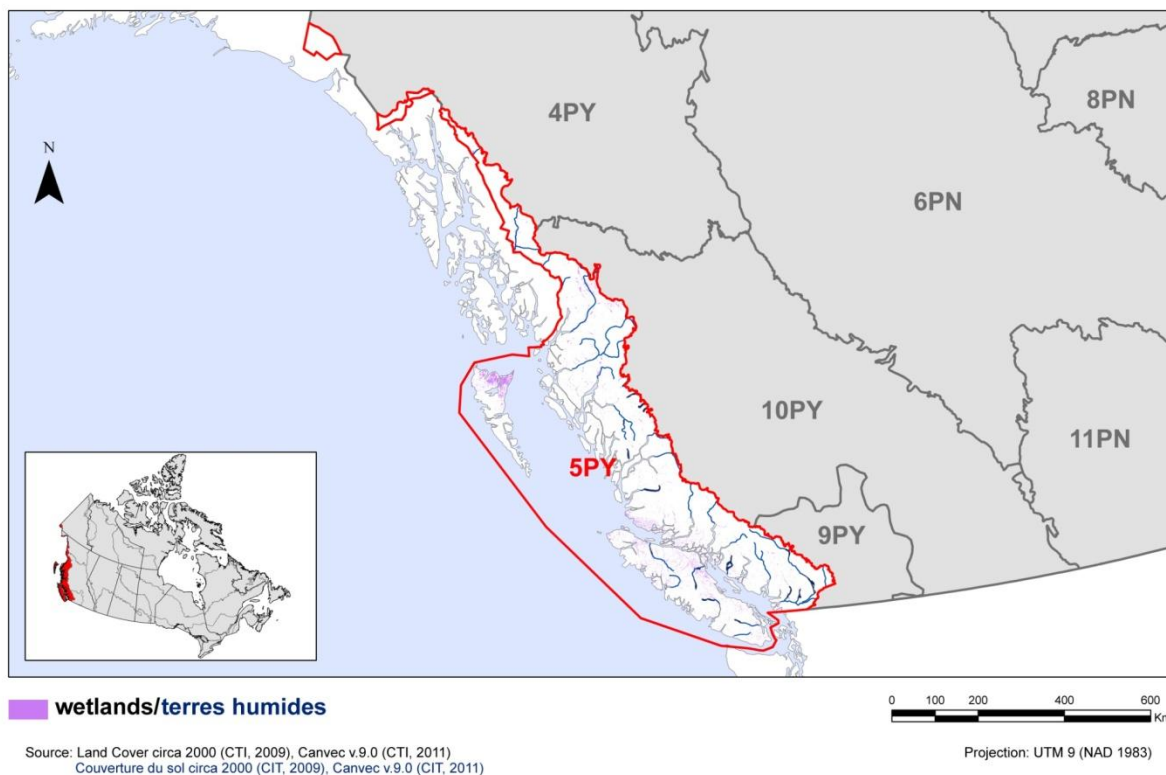 8PN
4PY
N
6PN
10PY
11PN
5PY
9PY
wetlands/terres humides
0 100 200 400 600
Km
Source: Land Cover circa 2000 (CTI, 2009), Canvec v.9.0 (CTI, 2011)
Projection: UTM 9 (NAD 1983)
Couverture du sol circa 2000 (CIT, 2009), Canvec v.9.0 (CIT, 2011)